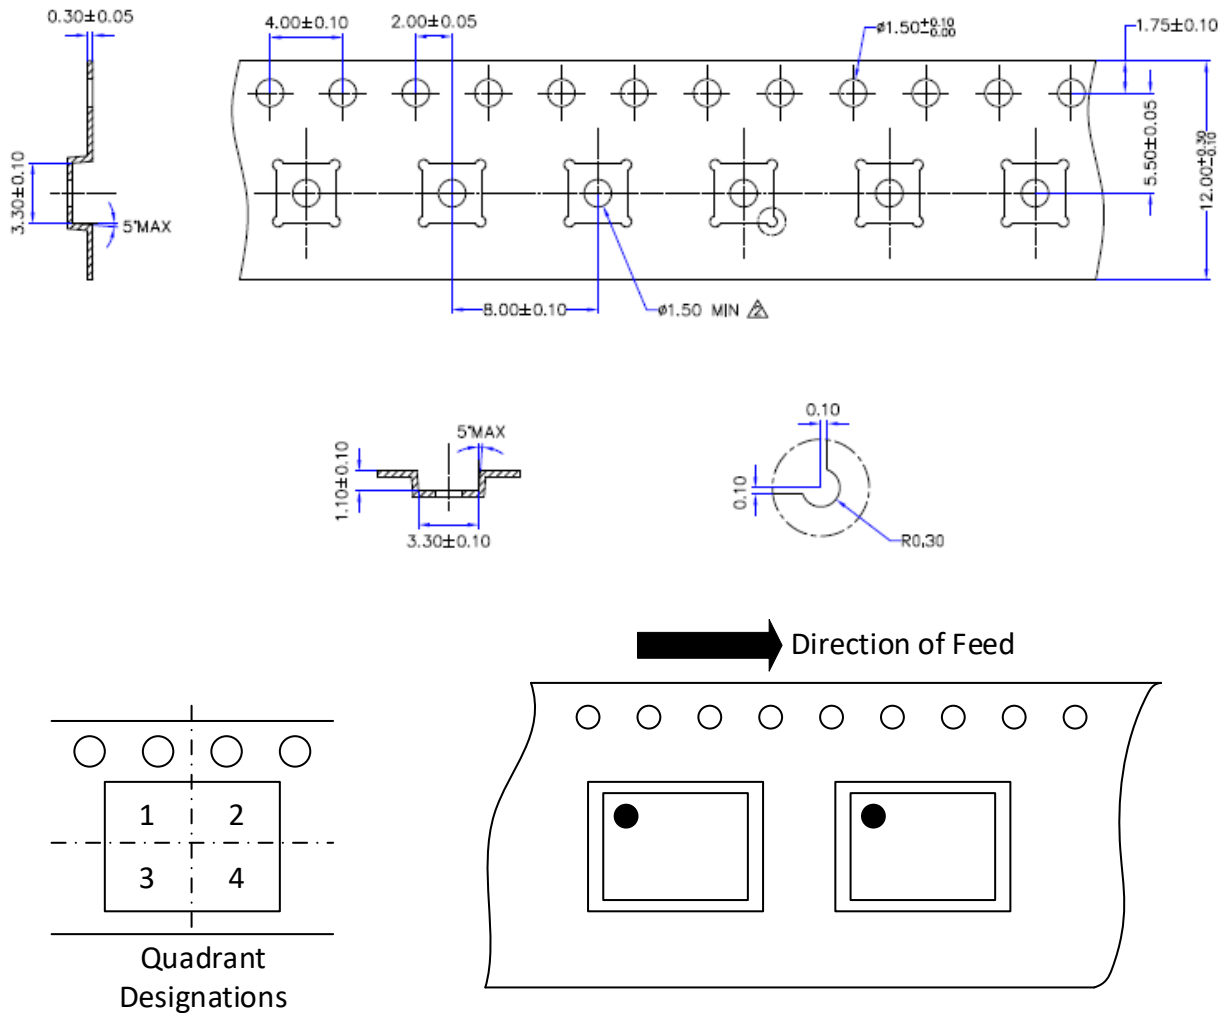 0.30±0.05
4.00±0.10
2.00±0.05
ø1.50+0.10 -0.00
1.75±0.10
3.30±0.10
5°MAX
5.50±0.05
12.00+0.30 -0.10
8.00±0.10
ø1.50 MIN 2
5°MAX
1.10±0.10
3.30±0.10
0.10
0.10
R0.30
Direction of Feed
1 2
3 4
Quadrant
Designations